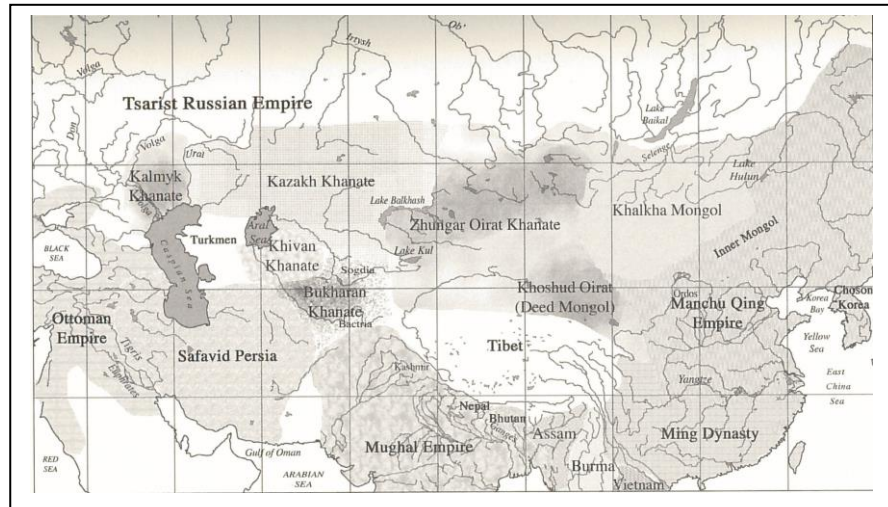 Ob'
Irtysh
Volga
Tsarist Russian Empire
Don
Lake
Baikal
Volga
Ural
Selenge
Lake
Hulun
Kalmyk
Khanate
Kazakh Khanate
Lake Balkhash
Zhungar Oirat Khanate
Khalkha Mongol
Inner Mongol
BLACK
SEA
Caspian Sea
Turkmen
Aral
Sea
Khivan
Khanate
Lake Kul
Sogdia
Khoshud Oirat
(Deed Mongol)
Bukharan
Khanate
Bactria
Ordos
Manchu Qing
Empire
Choson
Korea
Korea
Bay
Ottoman
Empire
Tigris
Euphrates
Safavid Persia
Tibet
Yellow
Sea
Kashmir
Yangtze
East
China
Sea
Nepal
Bhutan
Ganges
Mughal Empire
Assam
Ming Dynasty
RED
SEA
Gulf of Oman
ARABIAN
SEA
Burma
Vietnam